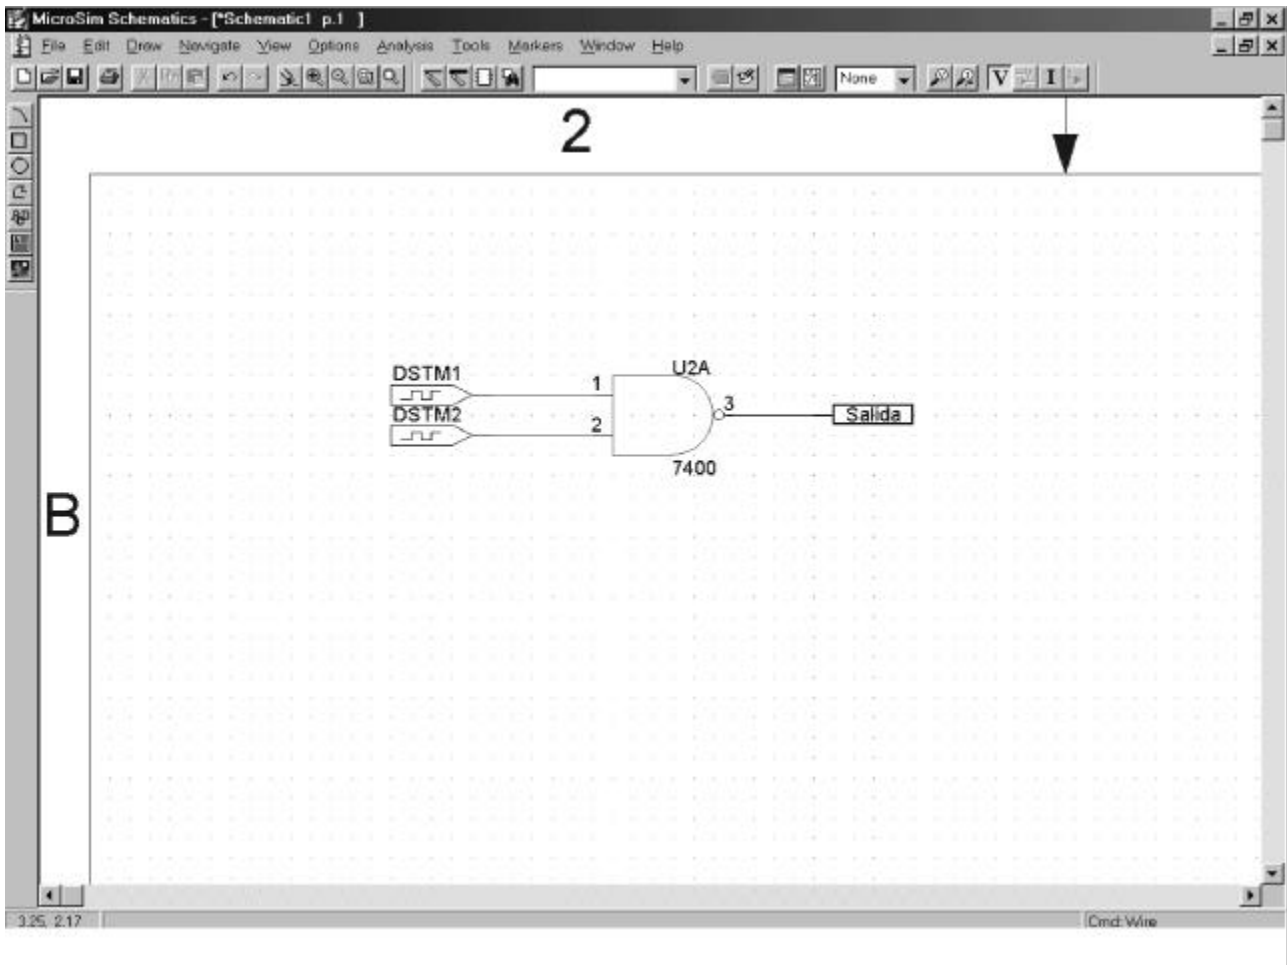 MicroSim Schematics - [*Schematic1 p.1 ]
File Edit Draw Navigate View Options Analysis Tools Markers Window Help
None V I
2
DSTM1
1
U2A
DSTM2
2
3
Salida
7400
B
3.25, 2.17 Cmd: Wire